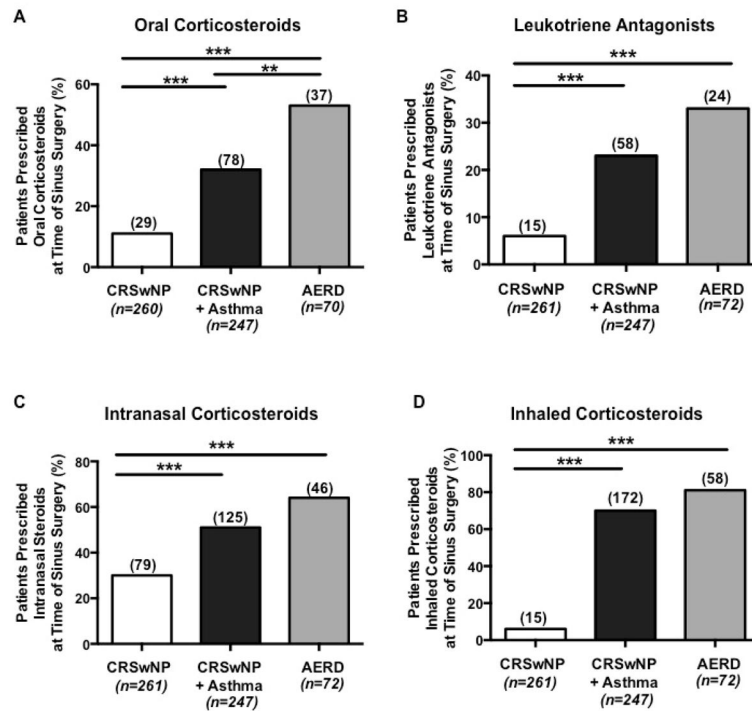 A
Oral Corticosteroids
Patients Prescribed
Oral Corticosteroids
at Time of Sinus Surgery (%)
60
40
20
0
***
***
**
(29)
(78)
(37)
CRSwNP
(n=260)
CRSwNP
+ Asthma
(n=247)
AERD
(n=70)
B
Leukotriene Antagonists
Patients Prescribed
Leukotriene Antagonists
at Time of Sinus Surgery (%)
40
30
20
10
0
***
***
(15)
(58)
(24)
CRSwNP
(n=261)
CRSwNP
+ Asthma
(n=247)
AERD
(n=72)
C
Intranasal Corticosteroids
Patients Prescribed
Intranasal Steroids
at Time of Sinus Surgery (%)
80
60
40
20
0
***
***
(79)
(125)
(46)
CRSwNP
(n=261)
CRSwNP
+ Asthma
(n=247)
AERD
(n=72)
D
Inhaled Corticosteroids
Patients Prescribed
Inhaled Corticosteroids
at Time of Sinus Surgery (%)
100
80
60
40
20
0
***
***
(15)
(172)
(58)
CRSwNP
(n=261)
CRSwNP
+ Asthma
(n=247)
AERD
(n=72)